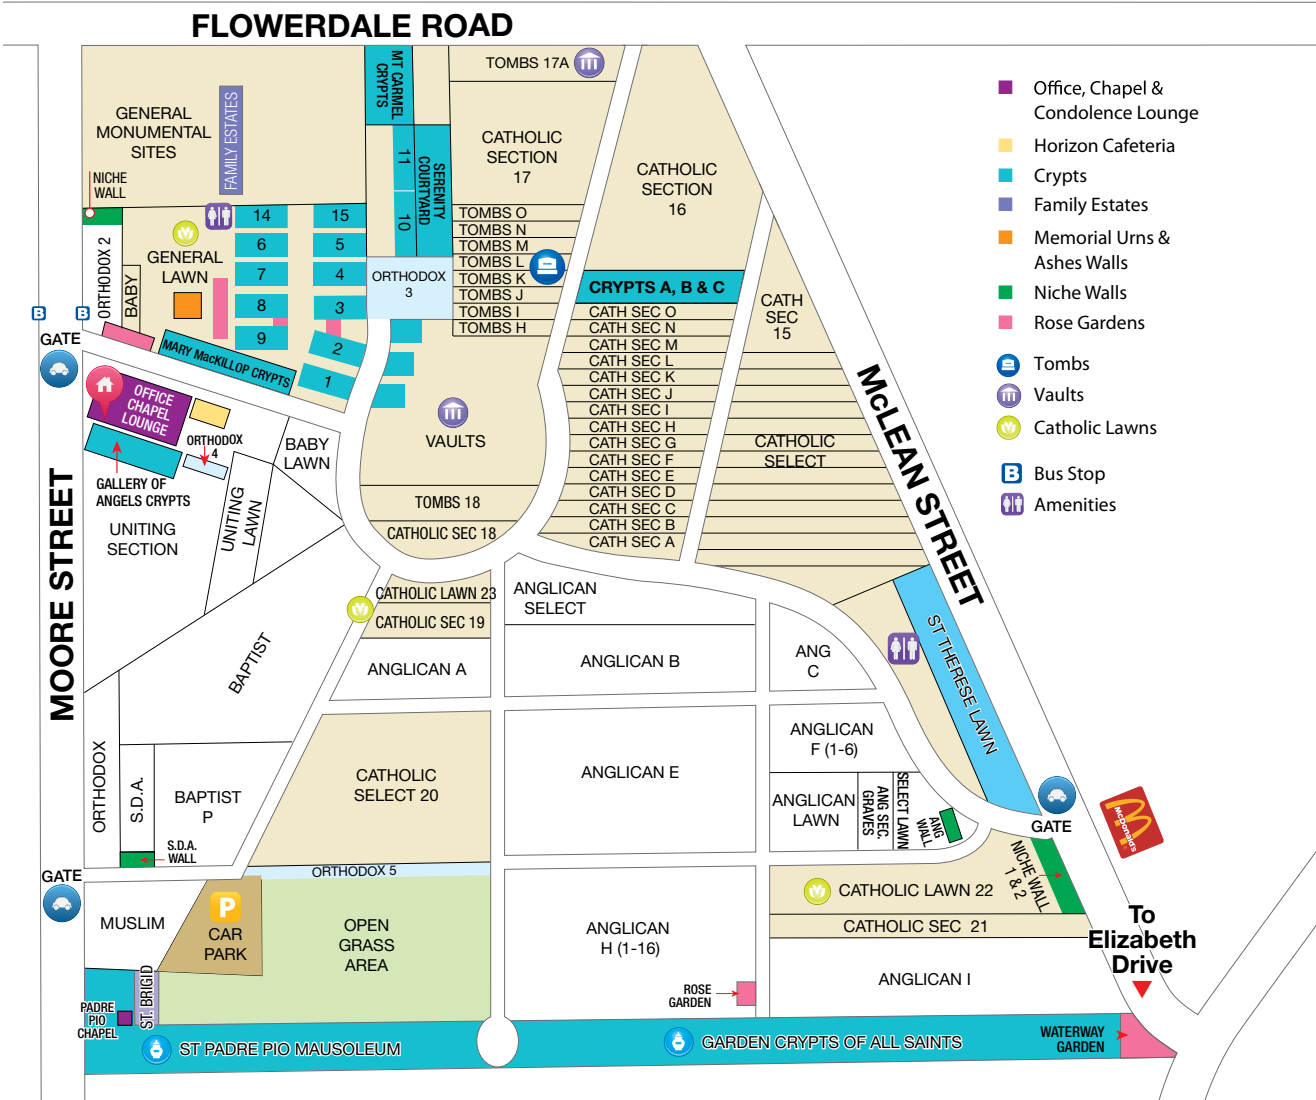 FLOWERDALE ROAD
MT CARMEL
CRYPTS
TOMBS 17A
GENERAL
MONUMENTAL
SITES
FAMILY ESTATES
CATHOLIC
SECTION
17
CATHOLIC
SECTION
16
11
10
SERENITY
COURTYARD
NICHE
WALL
ORTHODOX 2
BABY
GENERAL
LAWN
14
15
6
5
7
4
8
3
9
2
1
ORTHODOX
3
TOMBS O
TOMBS N
TOMBS M
TOMBS L
TOMBS K
TOMBS J
TOMBS I
TOMBS H
CRYPTS A, B & C
CATH SEC O
CATH SEC N
CATH SEC M
CATH SEC L
CATH SEC K
CATH SEC J
CATH SEC I
CATH SEC H
CATH SEC G
CATH SEC F
CATH SEC E
CATH SEC D
CATH SEC C
CATH SEC B
CATH SEC A
CATH
SEC
15
CATHOLIC
SELECT
Office, Chapel &
Condolence Lounge
Horizon Cafeteria
Crypts
Family Estates
Memorial Urns &
Ashes Walls
Niche Walls
Rose Gardens
Tombs
Vaults
Catholic Lawns
B Bus Stop
Amenities
B
B
GATE
MARY MacKILLOP CRYPTS
OFFICE
CHAPEL
LOUNGE
ORTHODOX
4
GALLERY OF
ANGELS CRYPTS
UNITING
SECTION
UNITING
LAWN
BABY
LAWN
VAULTS
TOMBS 18
CATHOLIC SEC 18
McLEAN STREET
MOORE STREET
CATHOLIC LAWN 23
CATHOLIC SEC 19
ANGLICAN A
ANGLICAN
SELECT
ANGLICAN B
ANG
C
ST THERESE LAWN
BAPTIST
ORTHODOX
S.D.A.
BAPTIST
P
S.D.A.
WALL
CATHOLIC
SELECT 20
ANGLICAN E
ANGLICAN
F (1-6)
ANGLICAN
LAWN
ANG SEC.
GRAVES
SELECT LAWN
ANG
WALL
GATE
McDonald's
NICHE WALL
1 & 2
GATE
MUSLIM
P
CAR
PARK
ORTHODOX 5
OPEN
GRASS
AREA
ANGLICAN
H (1-16)
CATHOLIC LAWN 22
CATHOLIC SEC 21
ANGLICAN I
To
Elizabeth
Drive
ROSE
GARDEN
PADRE
PIO
CHAPEL
ST. BRIGID
ST PADRE PIO MAUSOLEUM
GARDEN CRYPTS OF ALL SAINTS
WATERWAY
GARDEN